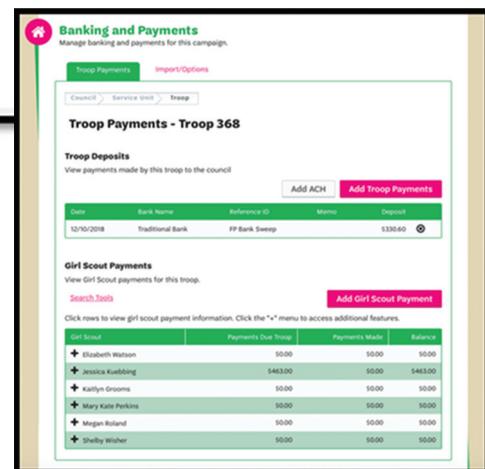 Banking and Payments
Manage banking and payments for this campaign.
Troop Payments Import/Options
Council Service Unit Troop
Troop Payments - Troop 368
Troop Deposits
View payments made by this troop to the council
Add ACH Add Troop Payments
Date Bank Name Reference ID Memo Deposit
12/10/2018 Traditional Bank FP Bank Sweep $330.60
Girl Scout Payments
View Girl Scout payments for this troop.
Search Tools
Add Girl Scout Payment
Click rows to view girl scout payment information. Click the "+" menu to access additional features.
Girl Scout Payments Due Troop Payments Made Balance
+ Elizabeth Watson $0.00 $0.00 $0.00
+ Jessica Kuebbing $463.00 $0.00 $463.00
+ Kaitlyn Grooms $0.00 $0.00 $0.00
+ Mary Kate Perkins $0.00 $0.00 $0.00
+ Megan Roland $0.00 $0.00 $0.00
+ Shelby Wisher $0.00 $0.00 $0.00